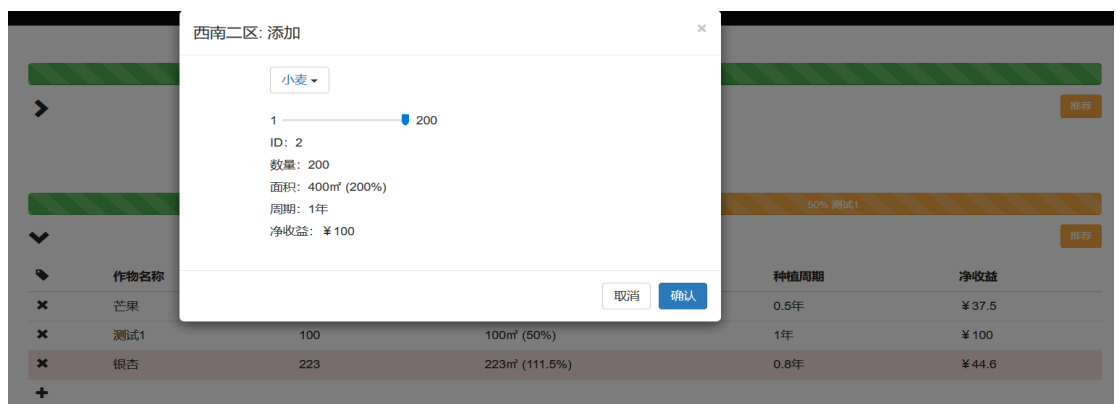 西南二区: 添加 ×
小麦
1 200
推荐
ID：2
数量：200
面积：400㎡ (200%)
周期：1年
净收益：￥100
50% 测试1
推荐
取消 确认
作物名称 种植周期 净收益
芒果 0.5年 ￥37.5
测试1 100 100㎡ (50%) 1年 ￥100
银杏 223 223㎡ (111.5%) 0.8年 ￥44.6